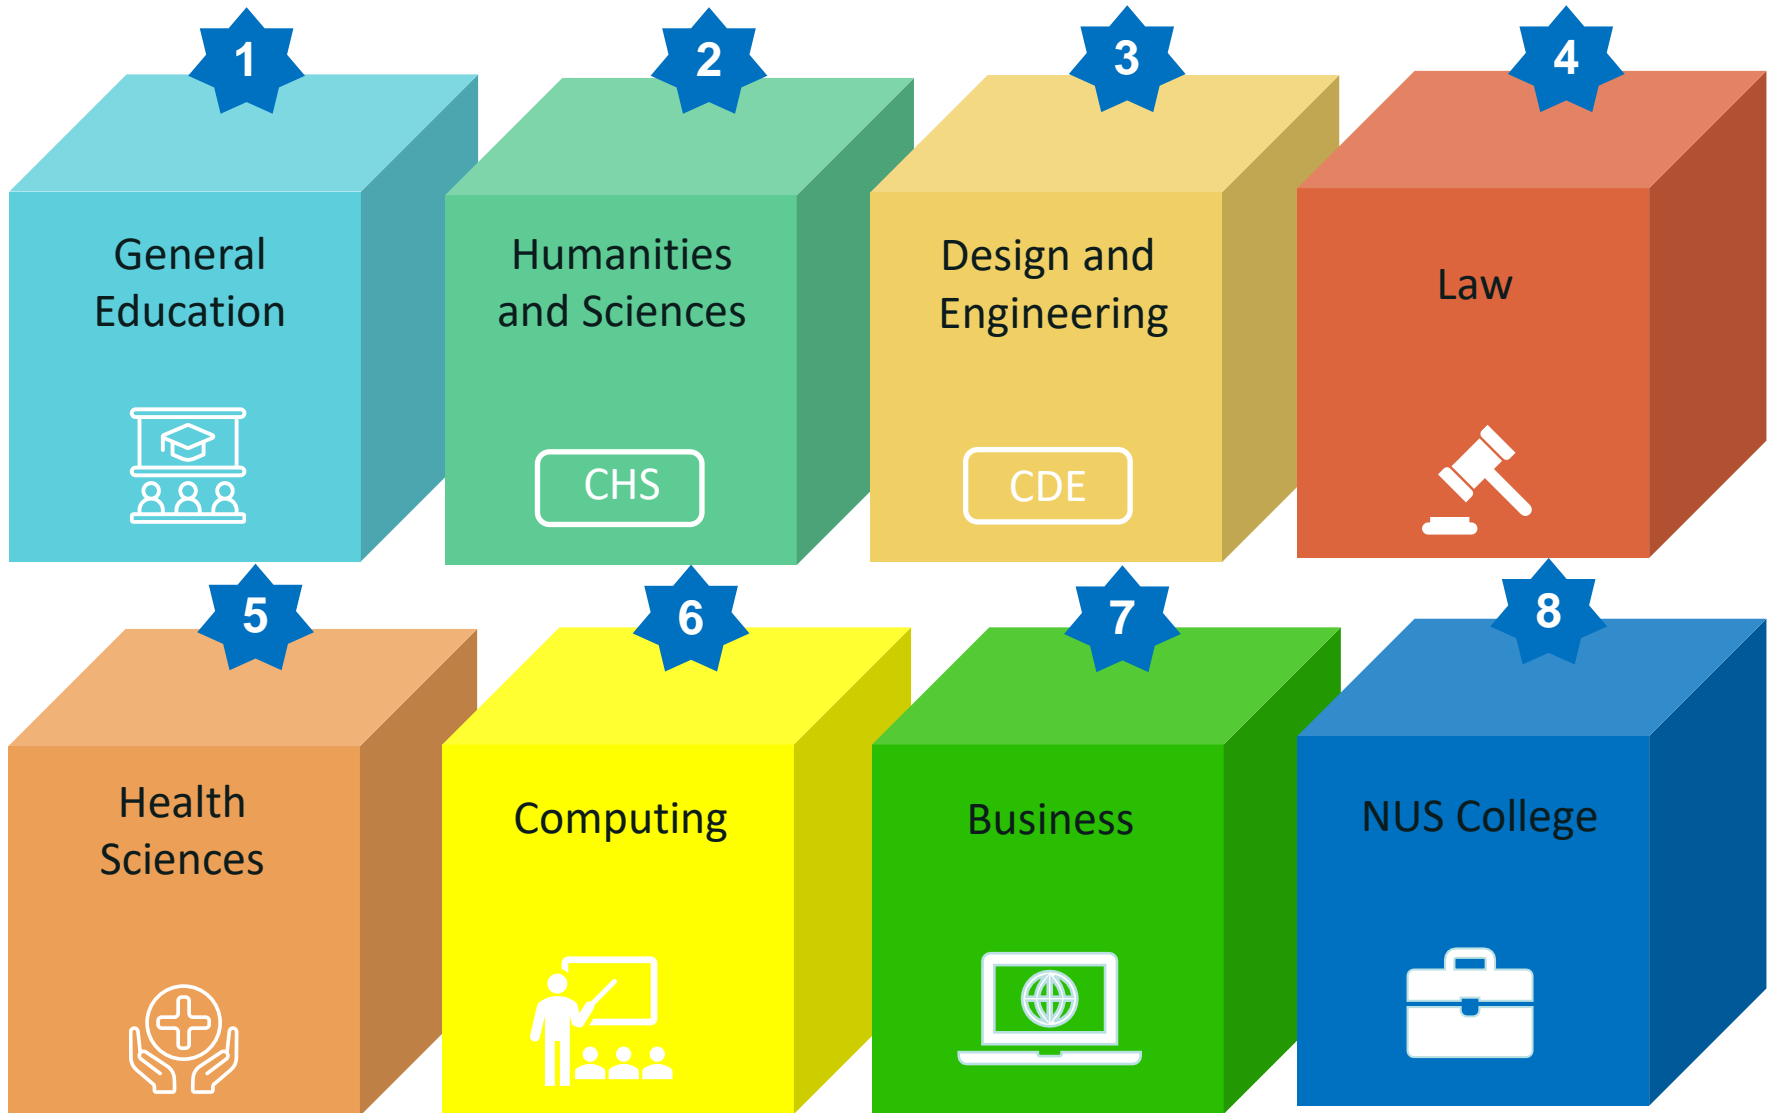 1
General
Education
2
Humanities
and Sciences
CHS
3
Design and
Engineering
CDE
4
Law
5
Health
Sciences
6
Computing
7
Business
8
NUS College